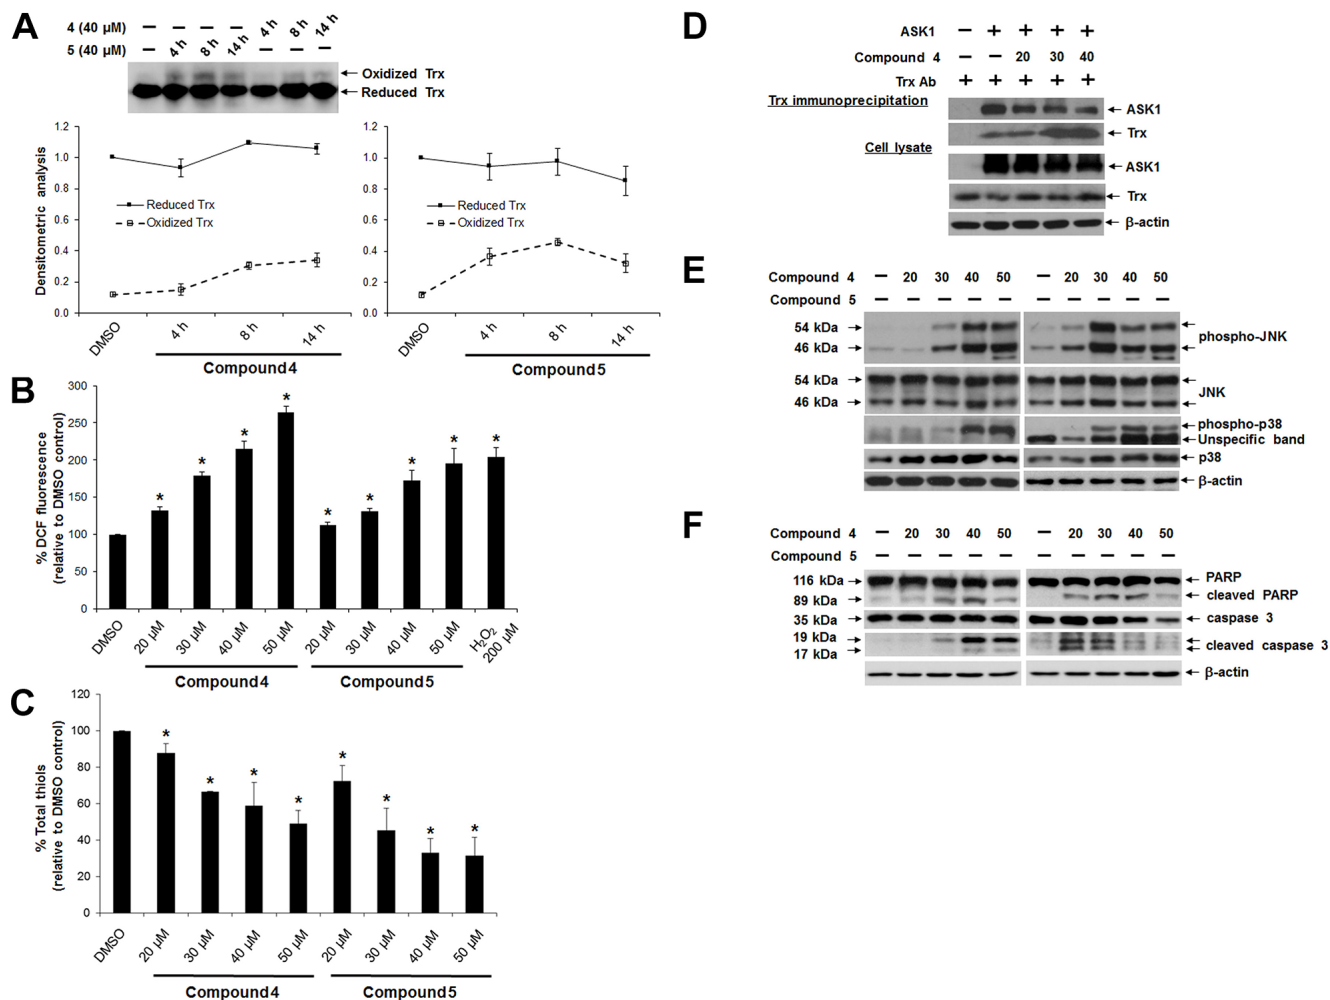 A
4 (40 µM) — — — — 4 h 8 h 14 h
5 (40 µM) — 4 h 8 h 14 h — — —
Oxidized Trx
Reduced Trx
Densitometric analysis
1.2
1.0
0.8
0.6
0.4
0.2
0.0
Reduced Trx
Oxidized Trx
DMSO
4 h
8 h
14 h
Compound 4
1.2
1.0
0.8
0.6
0.4
0.2
0.0
Reduced Trx
Oxidized Trx
DMSO
4 h
8 h
14 h
Compound 5
B
% DCF fluorescence
(relative to DMSO control)
300
250
200
150
100
50
0
* * * * * * * * *
DMSO
20 µM
30 µM
40 µM
50 µM
20 µM
30 µM
40 µM
50 µM
H2O2
200 µM
Compound 4
Compound 5
C
% Total thiols
(relative to DMSO control)
120
100
80
60
40
20
0
* * * * * * * *
DMSO
20 µM
30 µM
40 µM
50 µM
20 µM
30 µM
40 µM
50 µM
Compound 4
Compound 5
D
ASK1 — + + + +
Compound 4 — — 20 30 40
Trx Ab + + + + +
Trx immunoprecipitation
ASK1
Trx
Cell lysate
ASK1
Trx
β-actin
E
Compound 4 — 20 30 40 50 — 20 30 40 50
Compound 5 — — — — — — — — — —
54 kDa
46 kDa
phospho-JNK
54 kDa
46 kDa
JNK
phospho-p38
Unspecific band
p38
β-actin
F
Compound 4 — 20 30 40 50 — 20 30 40 50
Compound 5 — — — — — — — — — —
116 kDa
PARP
89 kDa
cleaved PARP
35 kDa
caspase 3
19 kDa
17 kDa
cleaved caspase 3
β-actin